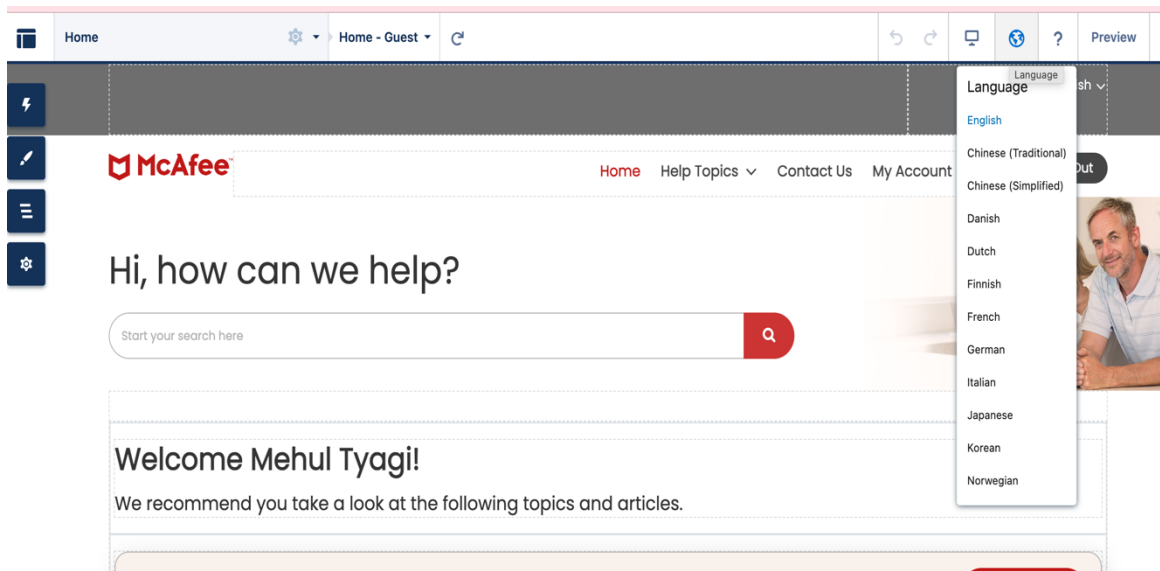 Home
Home - Guest
?
Preview
Language
Language
sh
English
Chinese (Traditional)
Chinese (Simplified)
Danish
Dutch
Finnish
French
German
Italian
Japanese
Korean
Norwegian
McAfee
Home Help Topics Contact Us My Account
Out
Hi, how can we help?
Start your search here
Welcome Mehul Tyagi!
We recommend you take a look at the following topics and articles.